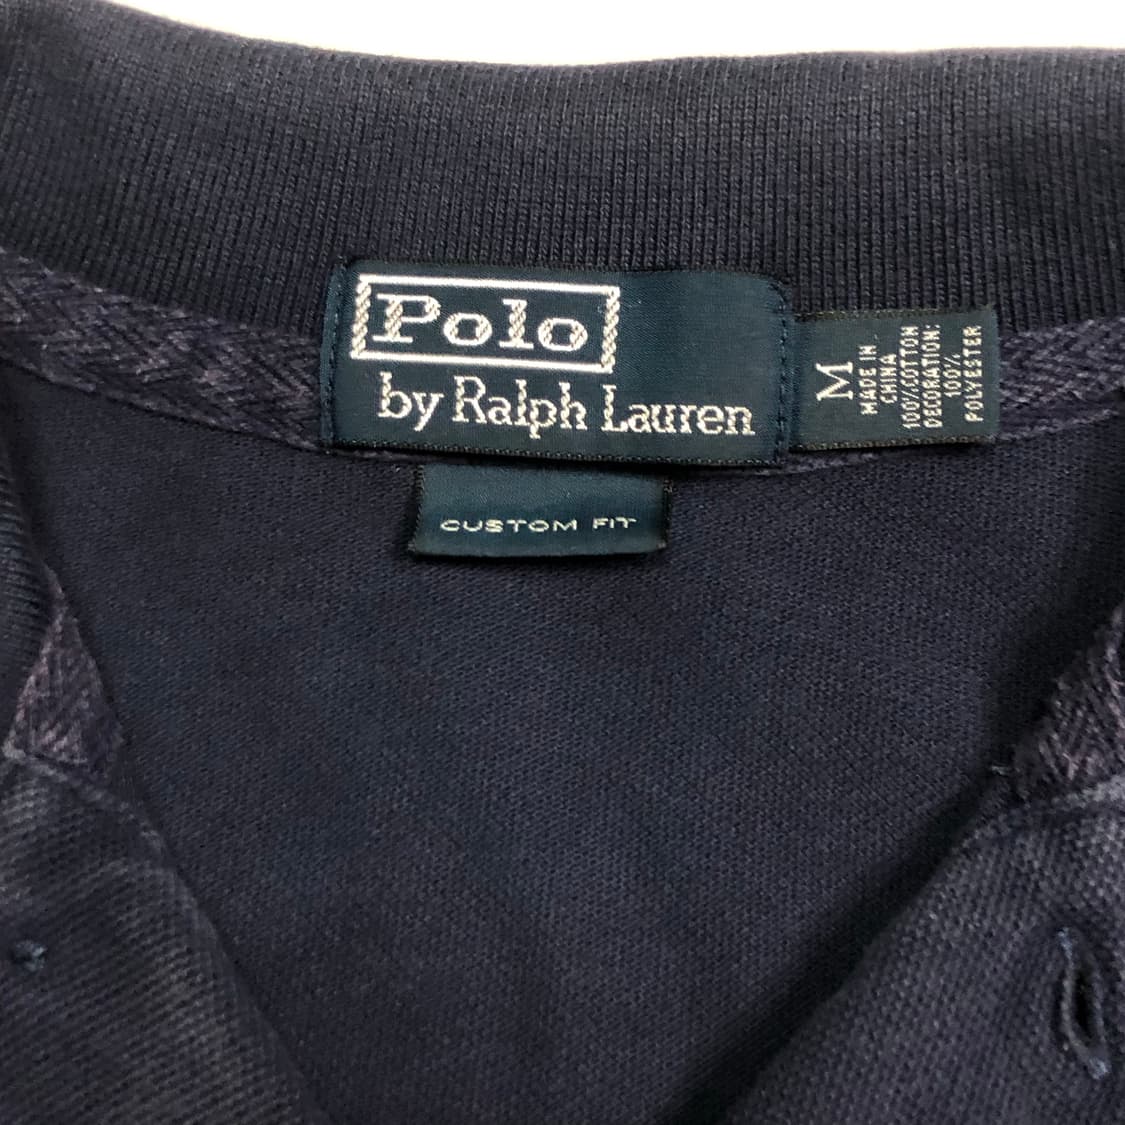 Polo
by Ralph Lauren
M
MADE IN
CHINA
100% COTTON
DECORATION:
100%
POLYESTER
CUSTOM FIT